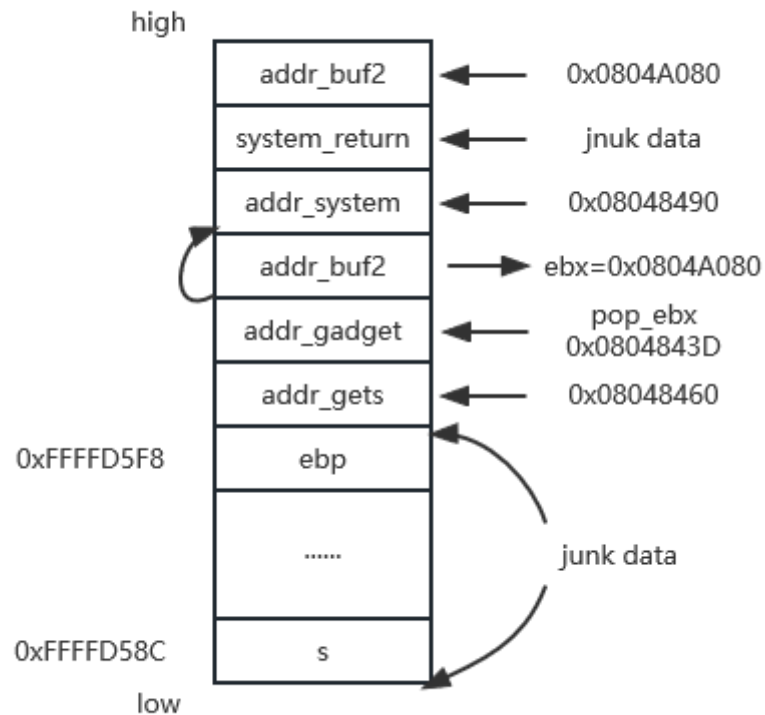 high
addr_buf2
0x0804A080
system_return
jnuk data
addr_system
0x08048490
addr_buf2
ebx=0x0804A080
addr_gadget
pop_ebx
0x0804843D
addr_gets
0x08048460
0xFFFFD5F8
ebp
......
junk data
0xFFFFD58C
s
low